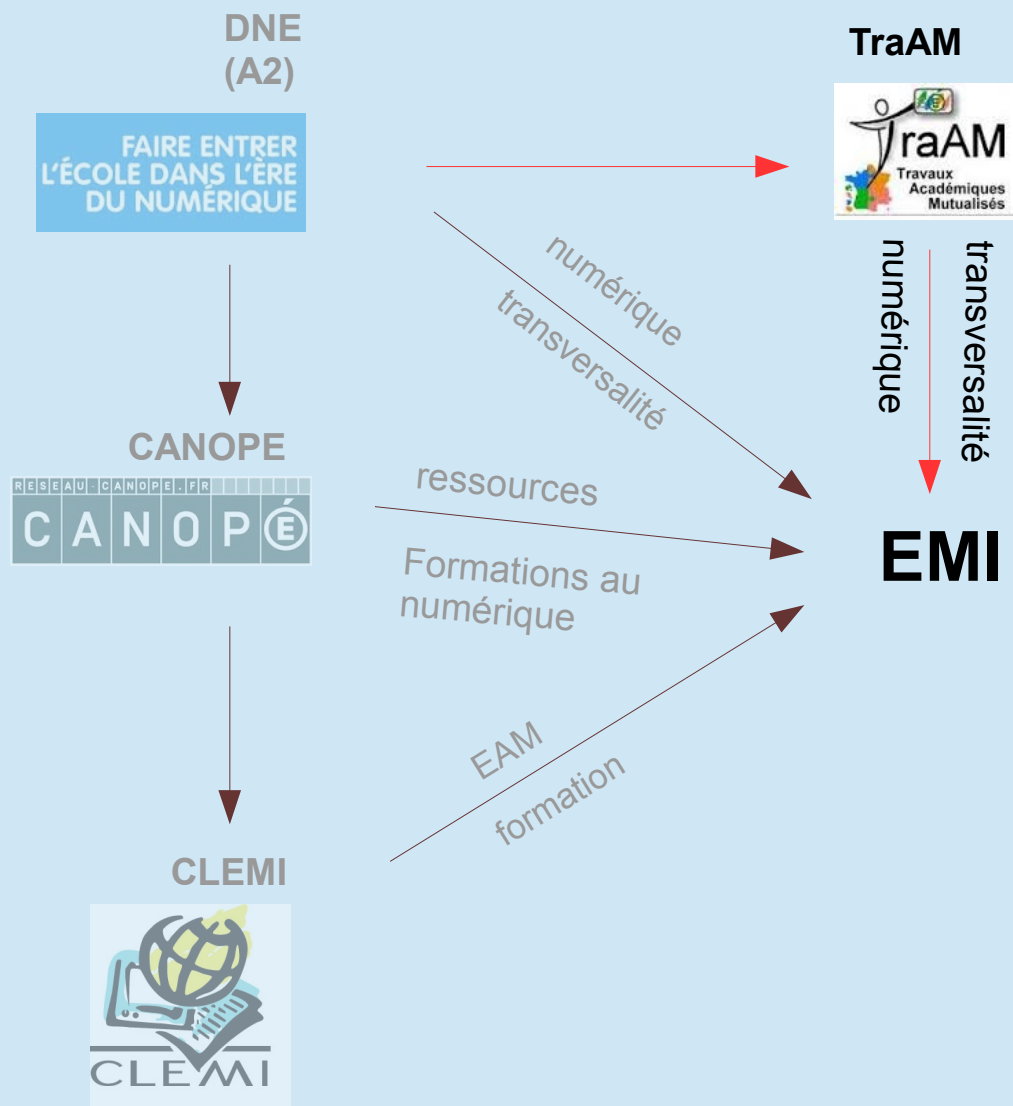 DNE
(A2)
FAIRE ENTRER
L'ÉCOLE DANS L'ÈRE
DU NUMÉRIQUE
TraAM
TraAM
Travaux
Académiques
Mutualisés
numérique
transversalité
numérique
transversalité
CANOPE
RESEAU-CANOPE.FR
CANOPÉ
ressources
Formations au
numérique
EMI
EAM
formation
CLEMI
CLEMI